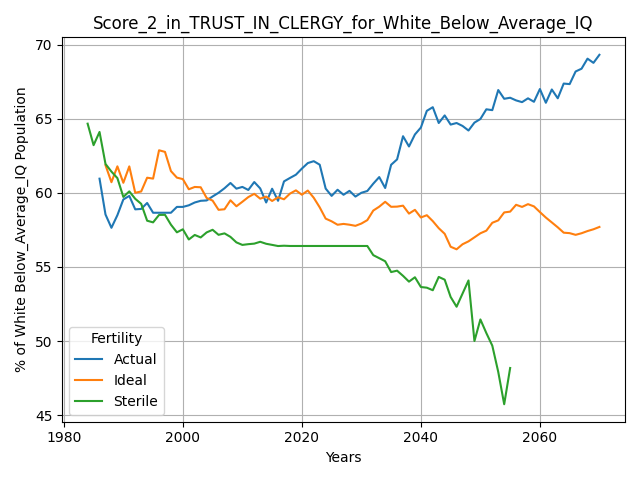 Score_2_in_TRUST_IN_CLERGY_for_White_Below_Average_IQ
70
65
60
55
50
45
% of White Below_Average_IQ Population
Fertility
Actual
Ideal
Sterile
1980
2000
2020
2040
2060
Years